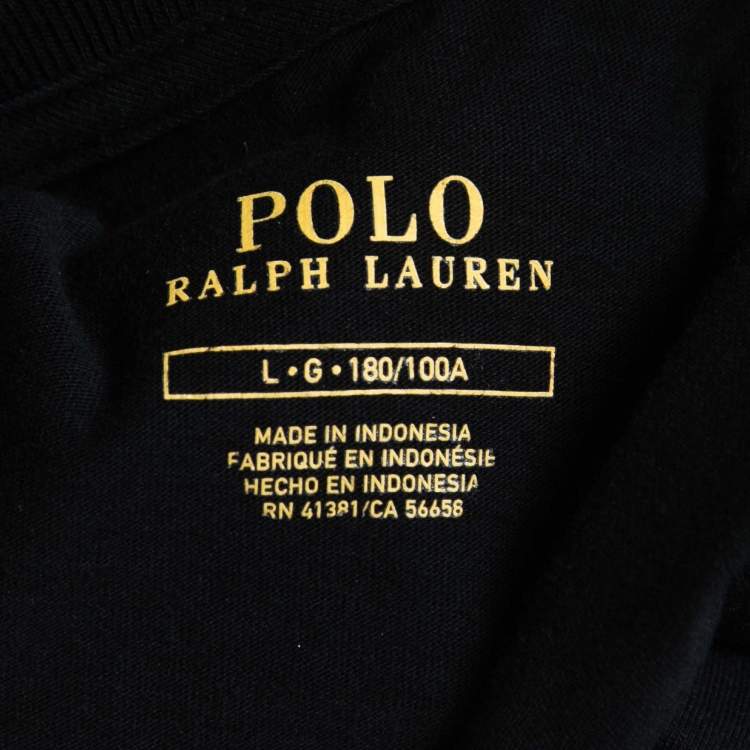 POLO
RALPH LAUREN
L • G • 180/100A
MADE IN INDONESIA
FABRIQUÉ EN INDONÉSIE
HECHO EN INDONESIA
RN 41381/CA 56658